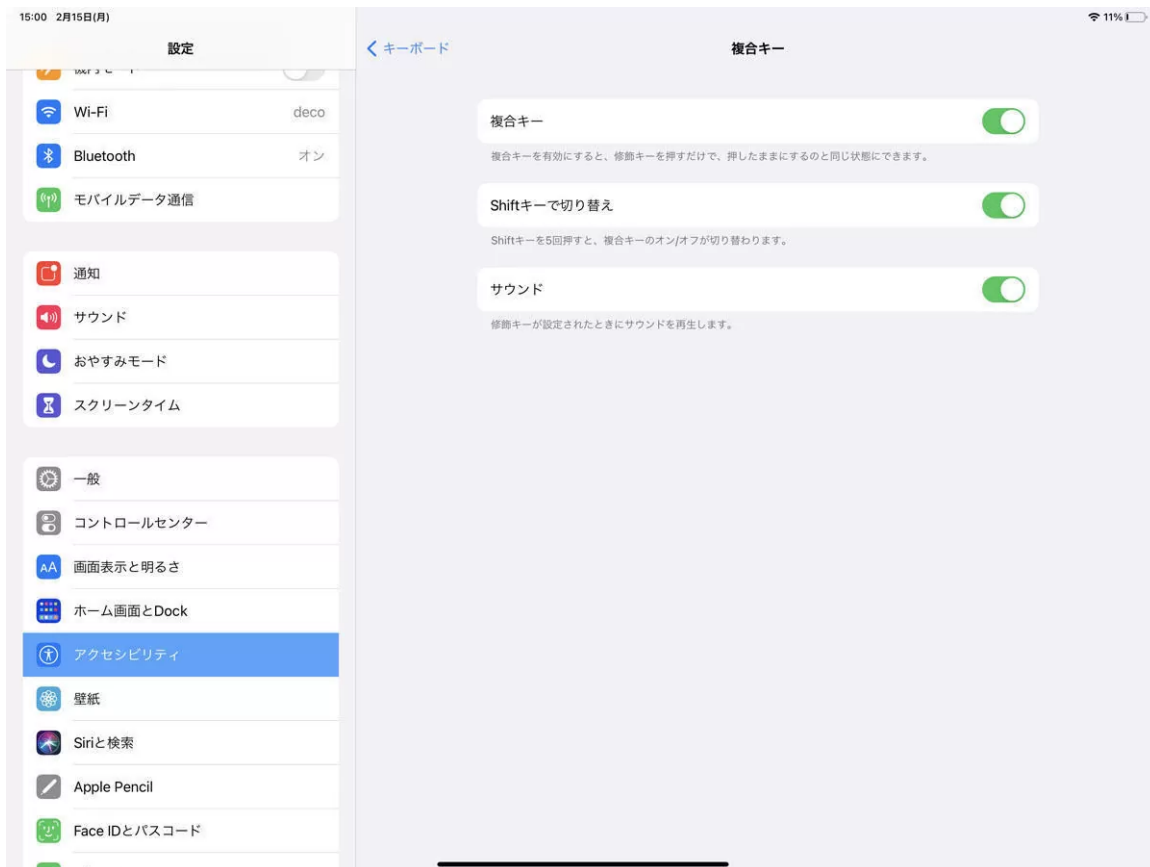 15:00 2月15日(月)
11%
設定
機内モード
Wi-Fi
deco
Bluetooth
オン
モバイルデータ通信
通知
サウンド
おやすみモード
スクリーンタイム
一般
コントロールセンター
AA
画面表示と明るさ
ホーム画面とDock
アクセシビリティ
壁紙
Siriと検索
Apple Pencil
Face IDとパスコード
キーボード
複合キー
複合キー
複合キーを有効にすると、修飾キーを押すだけで、押したままにするのと同じ状態にできます。
Shiftキーで切り替え
Shiftキーを5回押すと、複合キーのオン/オフが切り替わります。
サウンド
修飾キーが設定されたときにサウンドを再生します。